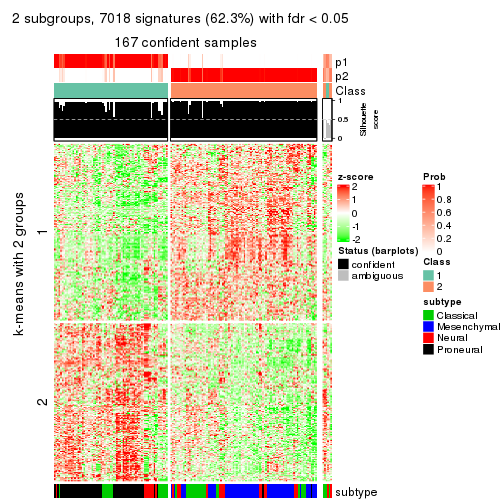 2 subgroups, 7018 signatures (62.3%) with fdr < 0.05
167 confident samples
p1
p2
Class
1
0.5
0
Silhouette
score
k-means with 2 groups
1
2
z-score
2
1
0
-1
-2
Status (barplots)
confident
ambiguous
Prob
1
0.8
0.6
0.4
0.2
0
Class
1
2
subtype
Classical
Mesenchymal
Neural
Proneural
subtype